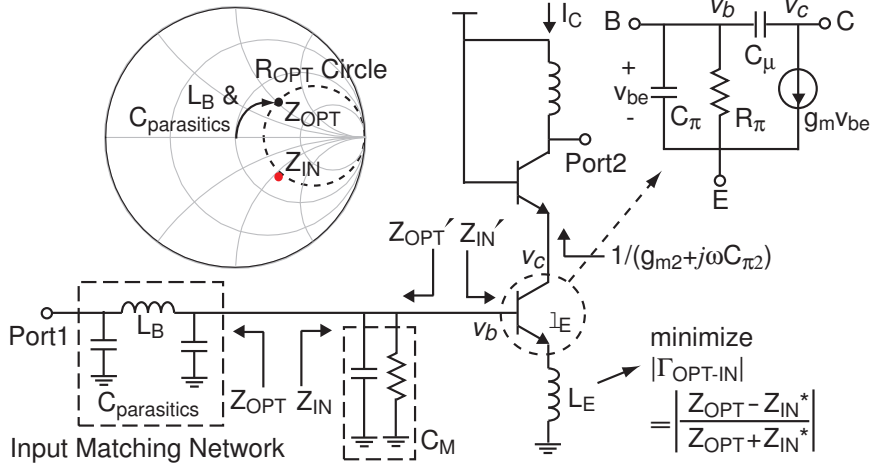 I_C
R_OPT Circle
L_B &
C_parasitics
Z_OPT
Z_IN
B
v_b
v_c
C
C_μ
+
v_be
-
C_π
R_π
g_m v_be
E
Port2
Z_OPT′
Z_IN′
v_c
1/(g_m2+jωC_π2)
Port1
L_B
v_b
I_E
C_parasitics
Z_OPT
Z_IN
C_M
L_E
minimize
|Γ_OPT-IN|
= | (Z_OPT – Z_IN*) / (Z_OPT + Z_IN*) |
Input Matching Network